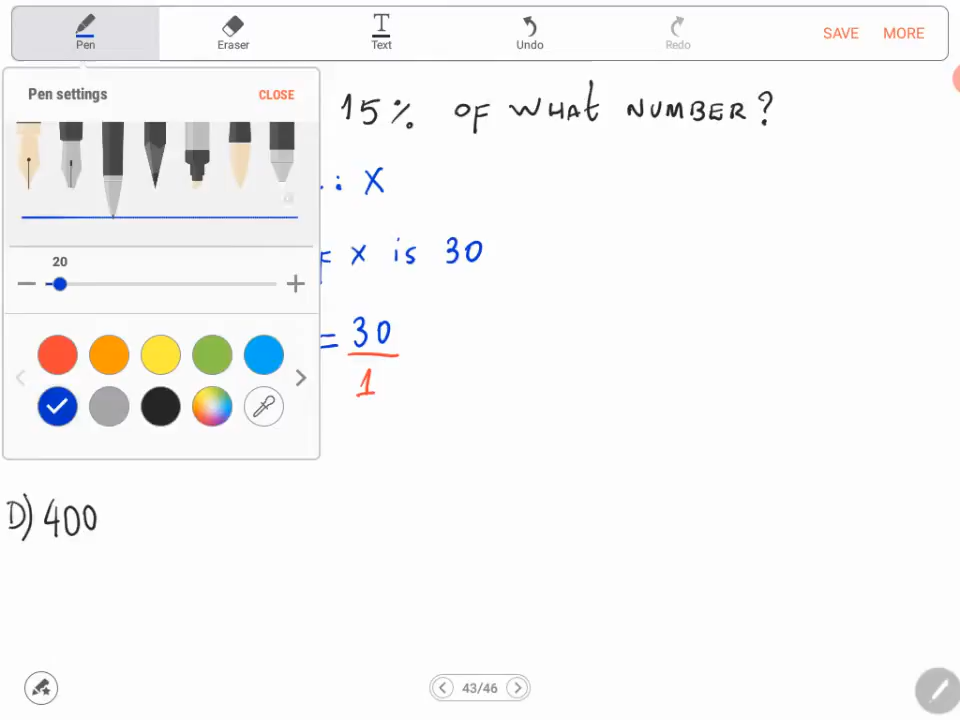 Pen Eraser Text Undo Redo SAVE MORE
Pen settings CLOSE
15% OF WHAT NUMBER?
: X
x is 30
20
= 30
1
D) 400
43/46